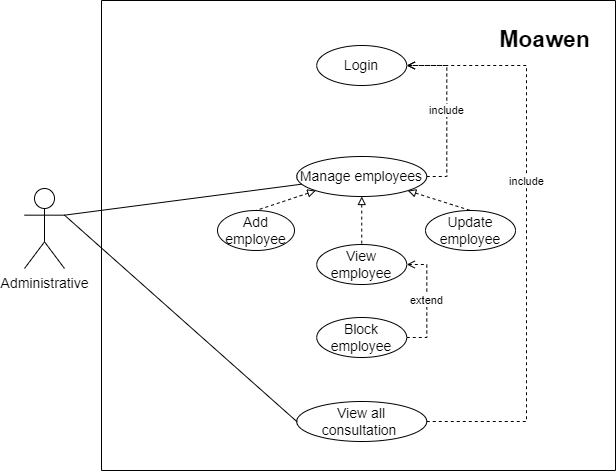 Moawen
Login
include
Manage employees
include
Add
employee
Update
employee
View
employee
Administrative
extend
Block
employee
View all
consultation